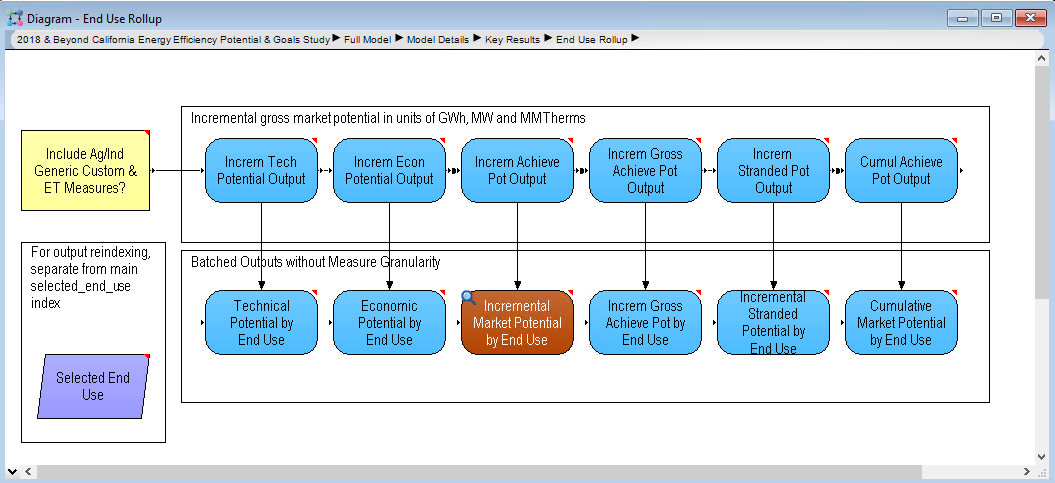 Diagram - End Use Rollup
2018 & Beyond California Energy Efficiency Potential & Goals Study ▶ Full Model ▶ Model Details ▶ Key Results ▶ End Use Rollup ▶
Incremental gross market potential in units of GWh, MW and MMTherms
Include Ag/Ind
Generic Custom &
ET Measures?
Increm Tech
Potential Output
Increm Econ
Potential Output
Increm Achieve
Pot Output
Increm Gross
Achieve Pot
Output
Increm
Stranded Pot
Output
Cumul Achieve
Pot Output
For output reindexing,
separate from main
selected_end_use
index
Selected End
Use
Batched Outputs without Measure Granularity
Technical
Potential by
End Use
Economic
Potential by
End Use
Incremental
Market Potential
by End Use
Increm Gross
Achieve Pot by
End Use
Incremental
Stranded
Potential by
End Use
Cumulative
Market Potential
by End Use